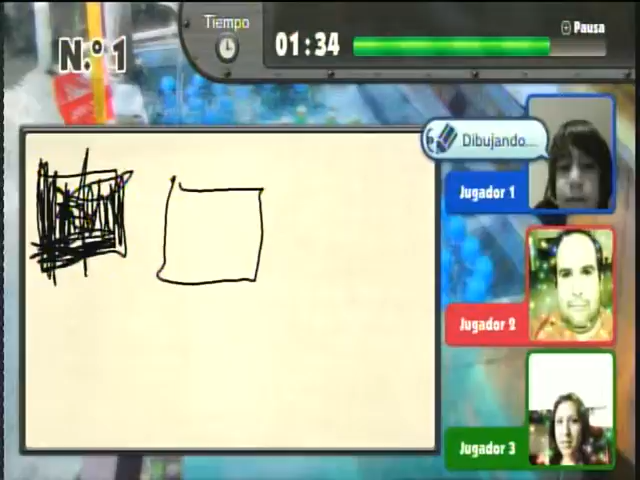 N.º 1
Tiempo
01:34
Pausa
Dibujando...
Jugador 1
Jugador 2
Jugador 3